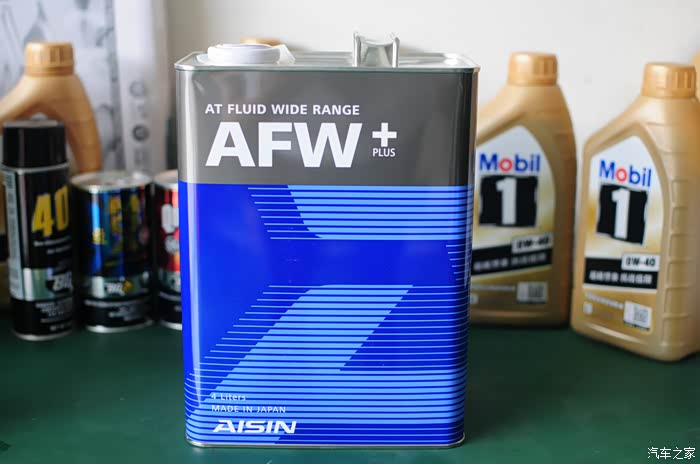 AT FLUID WIDE RANGE
AFW+
PLUS
4 Liters
MADE IN JAPAN
AISIN
40
BG
Mobil
1
0W-40
Mobil
1
0W-40
汽车之家